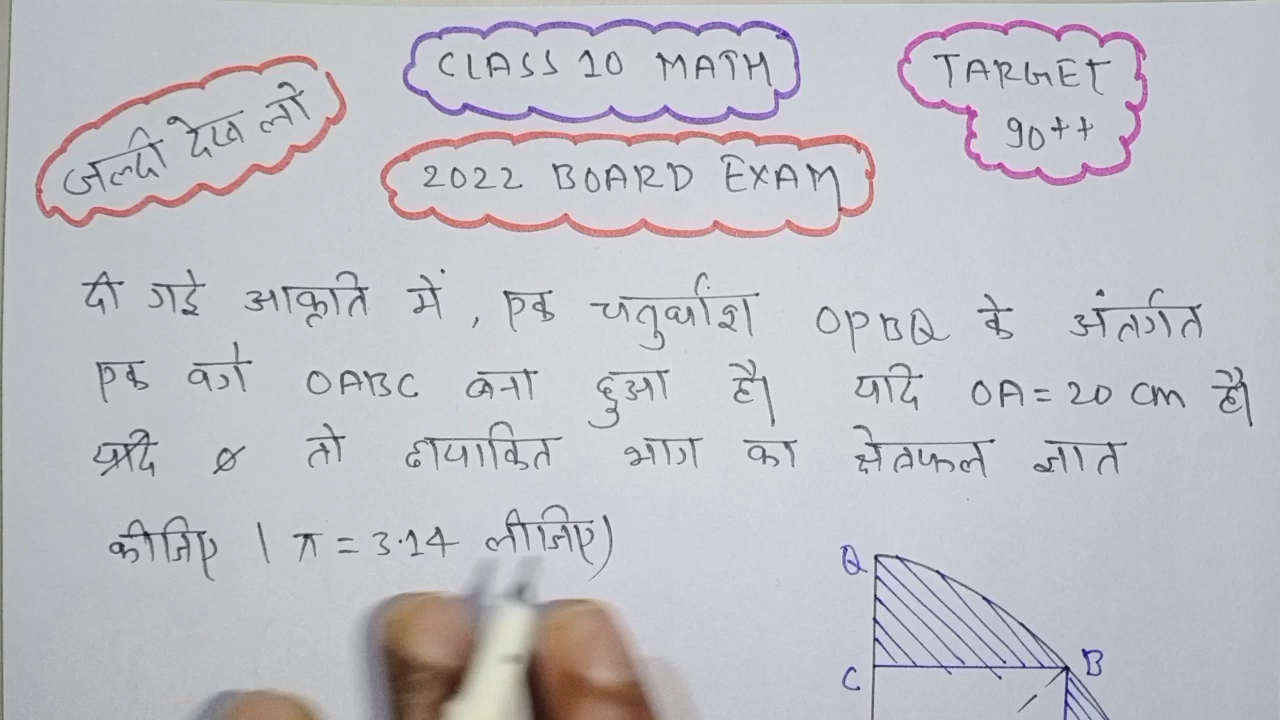 जल्दी देख लो
CLASS 10 MATH
2022 BOARD EXAM
TARGET
90++
दी गई आकृति में, एक चतुर्थांश OPBQ के अंतर्गत
एक वर्ग OABC बना हुआ है। यदि OA = 20 cm है।
तो छायांकित भाग का क्षेत्रफल ज्ञात
कीजिए ( π = 3.14 लीजिए)
Q
C
B